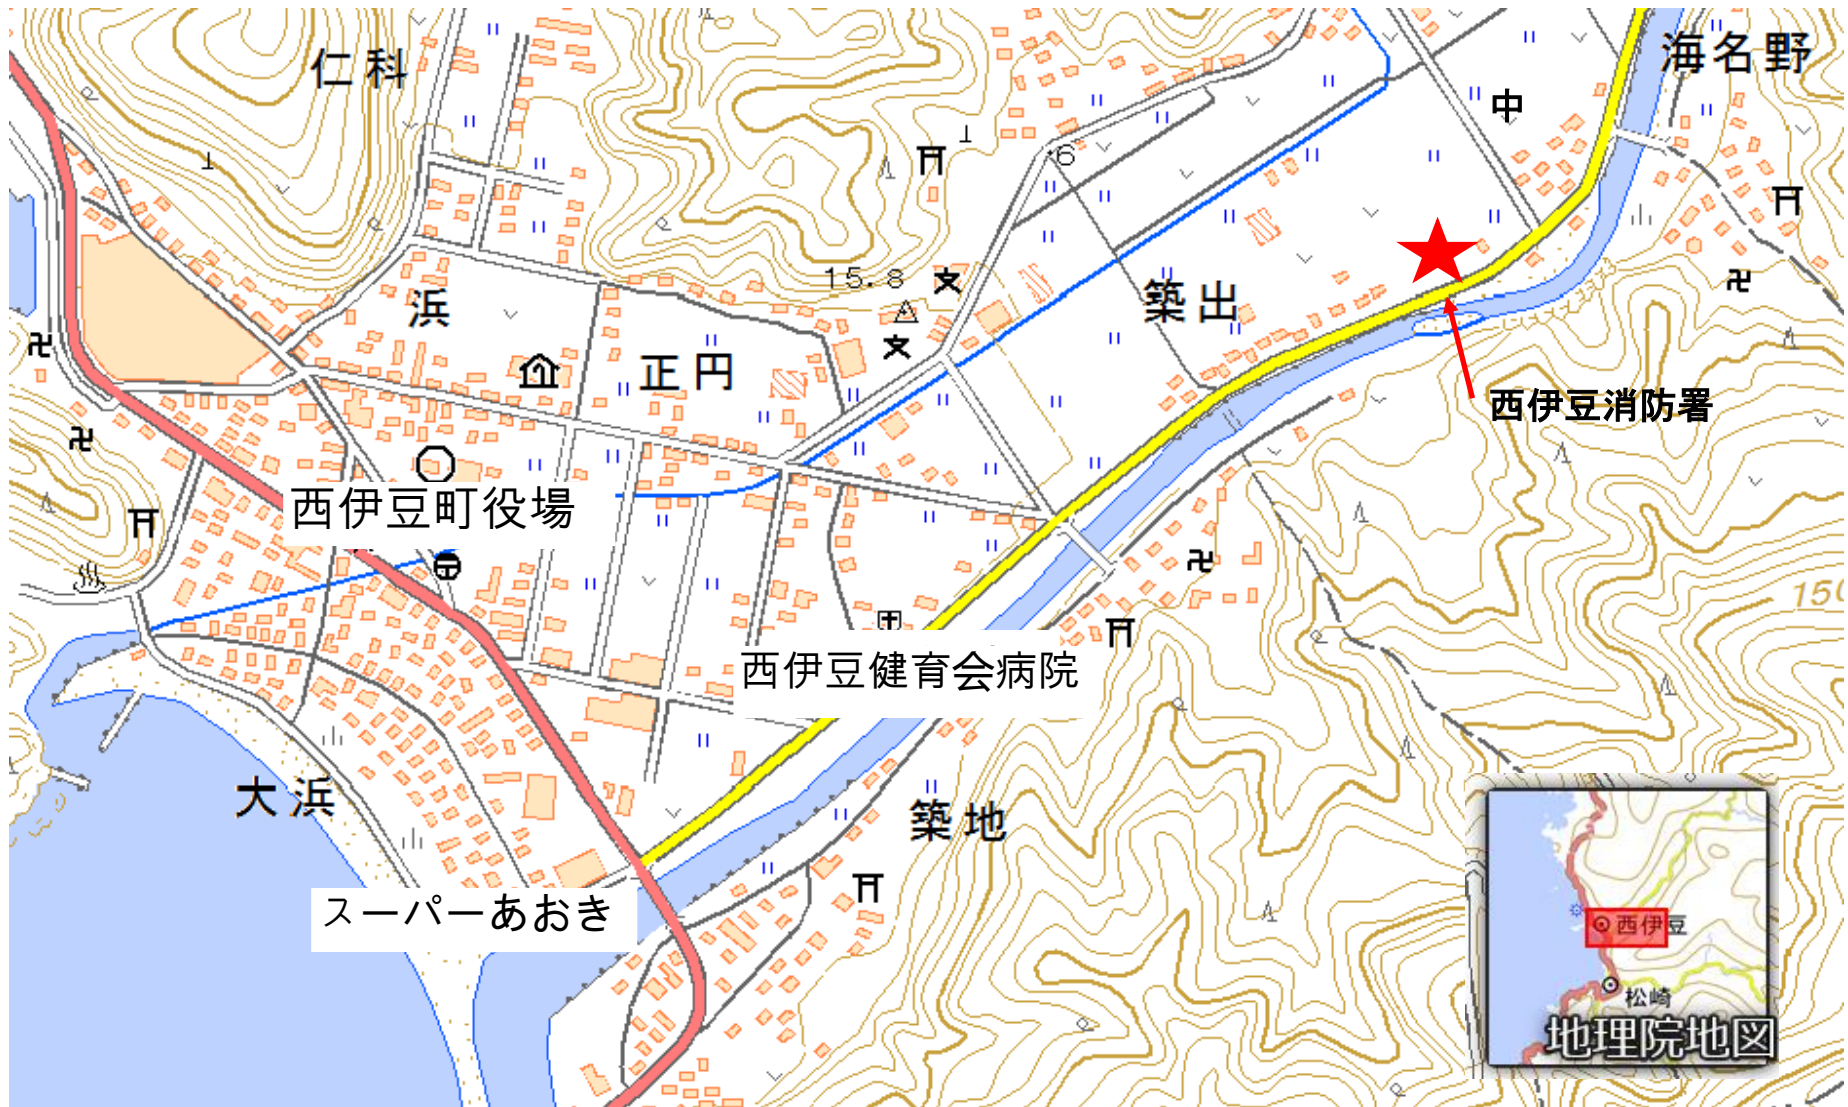 仁科
海名野
中
6
15.8
浜
築出
正円
西伊豆消防署
西伊豆町役場
150
西伊豆健育会病院
大浜
築地
スーパーあおき
西伊豆
松崎
地理院地図